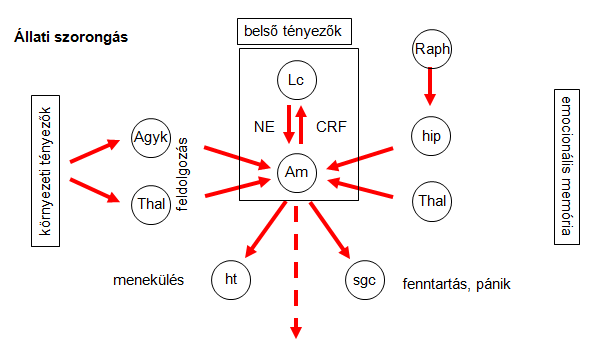 belső tényezők
Állati szorongás
Raph
Lc
környezeti tényezők
Agyk
feldolgozás
NE
CRF
hip
emocionális memória
Thal
Am
Thal
menekülés
ht
sgc
fenntartás, pánik